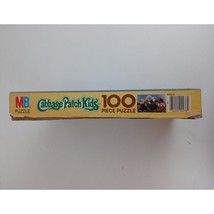 MB
PUZZLE
Cabbage Patch Kids
100
PIECE PUZZLE